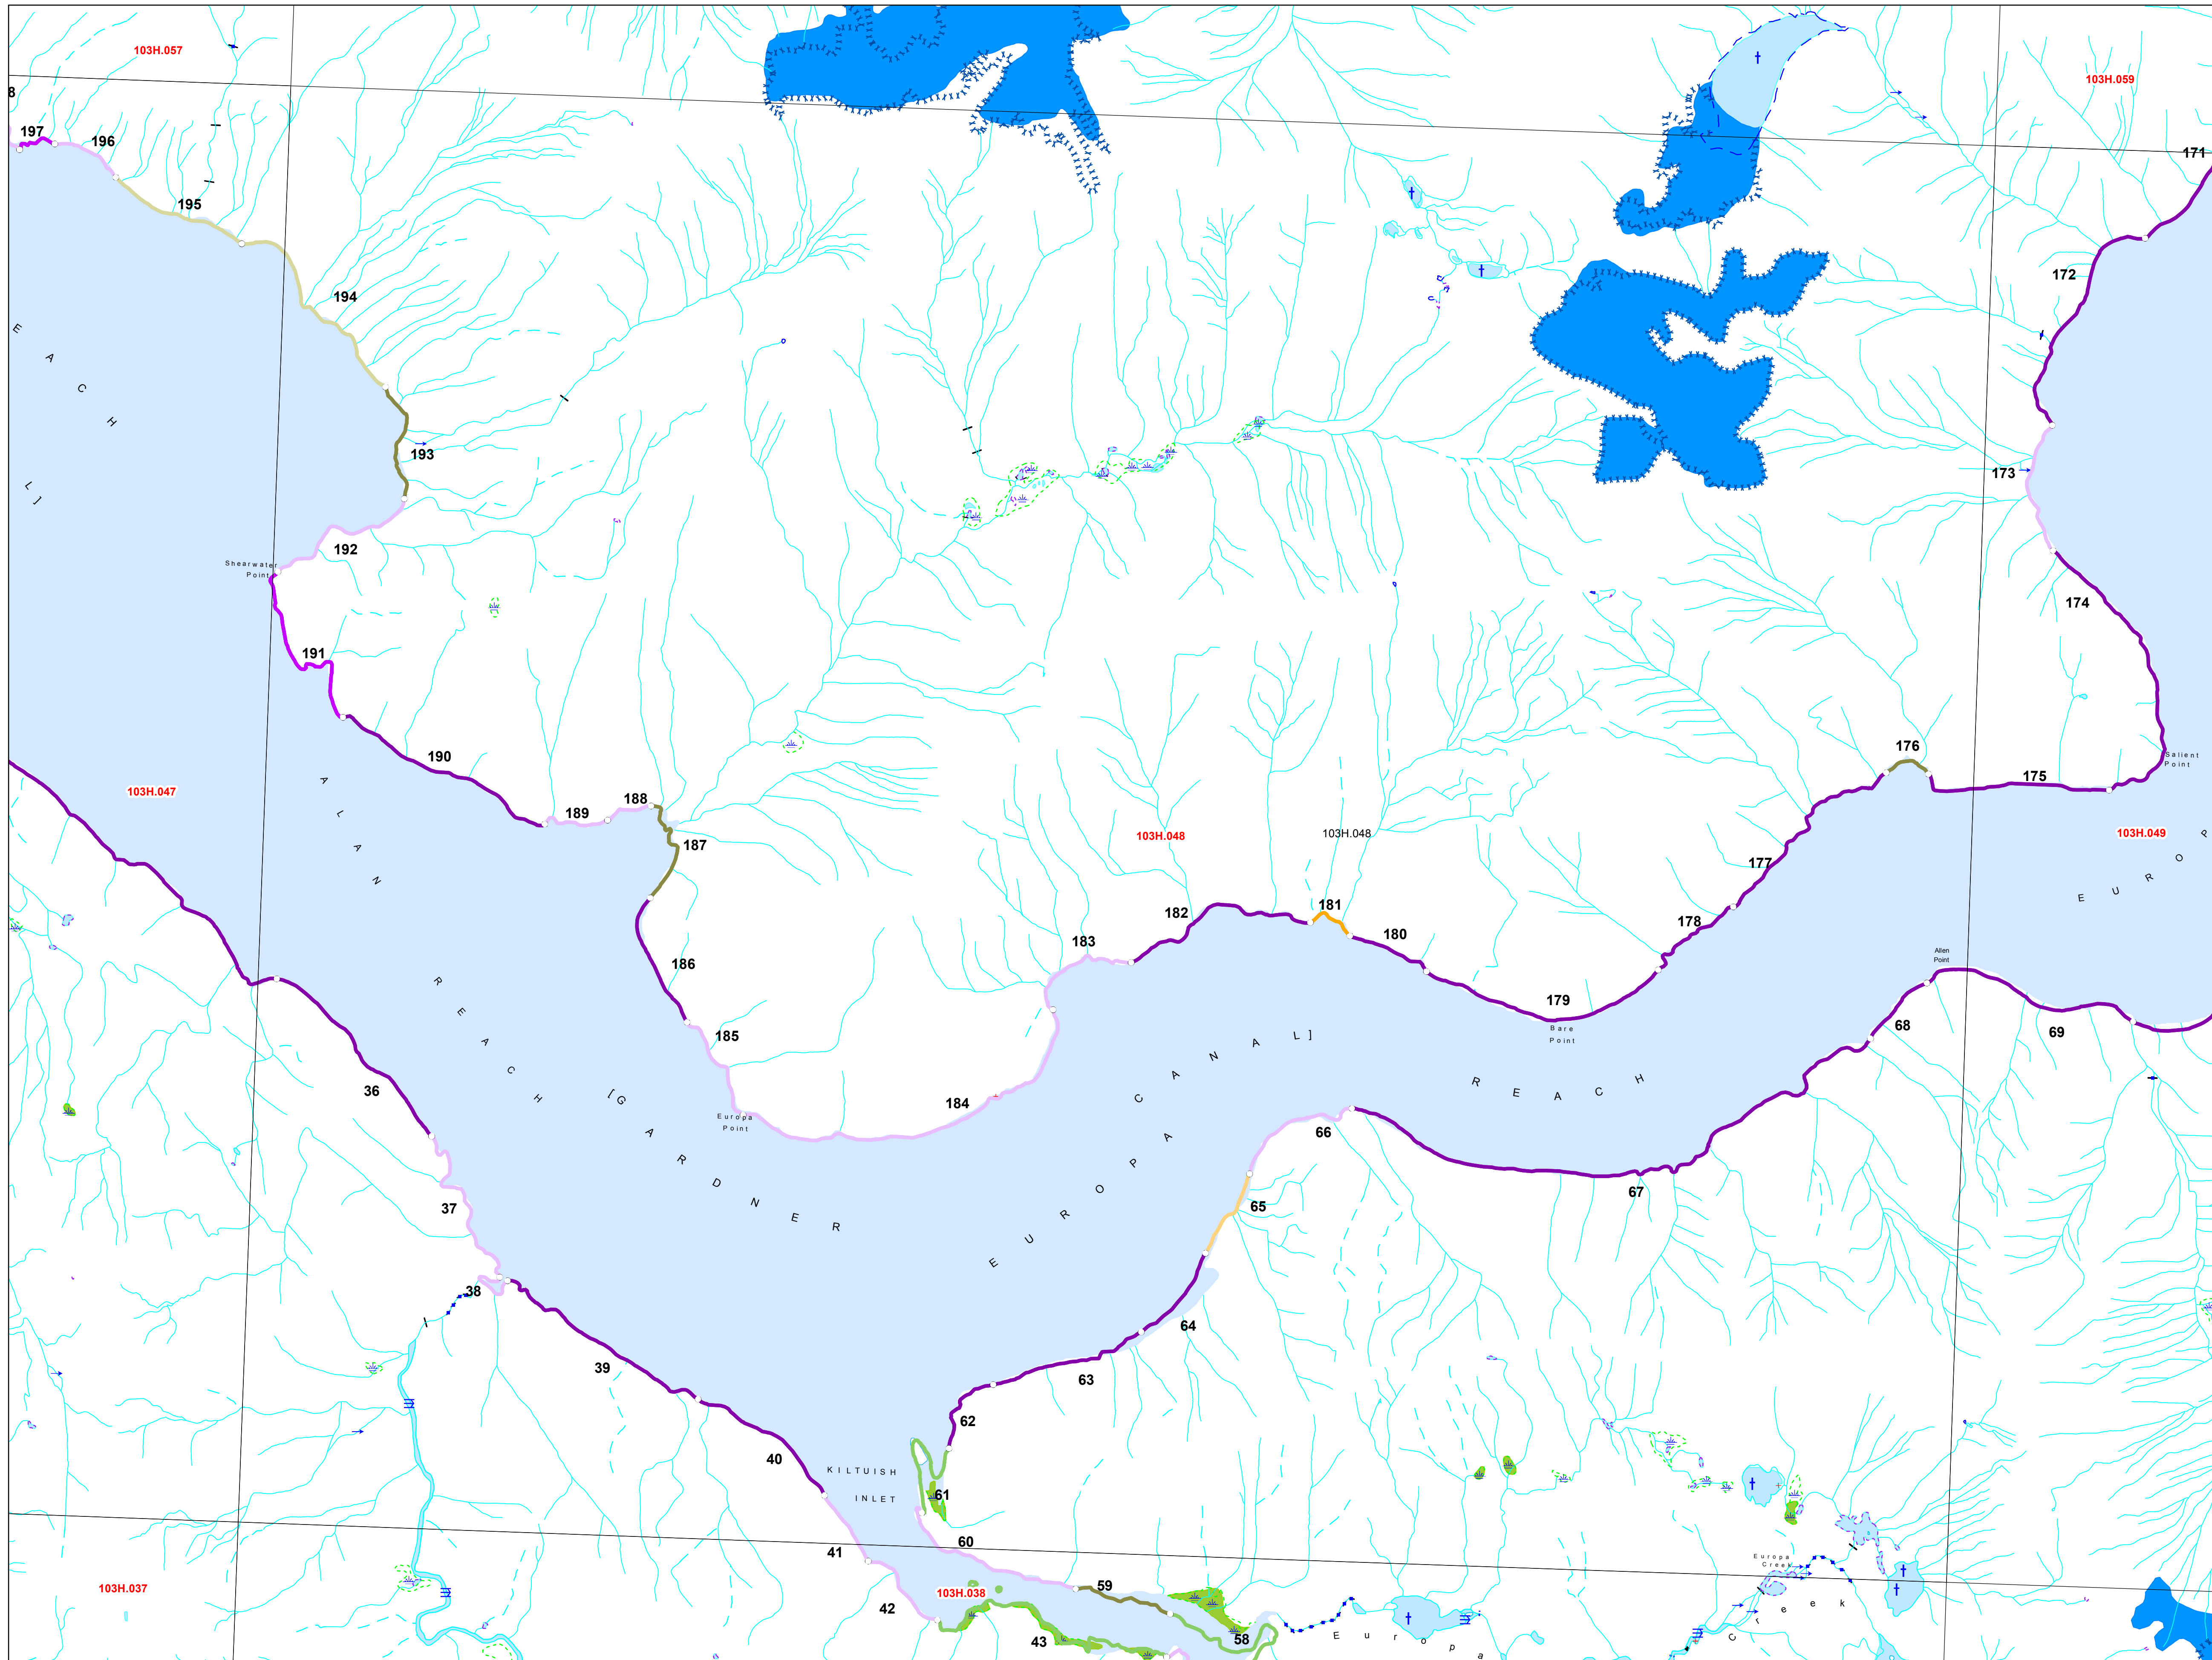 103H.057
103H.059
8
197
196
171
195
172
194
E A C H
193
173
L ]
192
Shearwater
Point
174
191
176
Salient
Point
190
175
A L A N
103H.047
189
188
187
103H.048
103H.048
103H.049
177
E U R O P
182
181
183
180
178
186
Allen
Point
R E A C H
179
Bare
Point
185
68
69
C A N A L ]
36
[ G A R D N E R
Europa
Point
184
R E A C H
66
E U R O P A
37
65
67
38
64
39
63
62
40
KILTUISH
INLET
61
41
60
Europa
Creek
103H.037
103H.038
59
42
43
58
E u r o p a
C r e e k